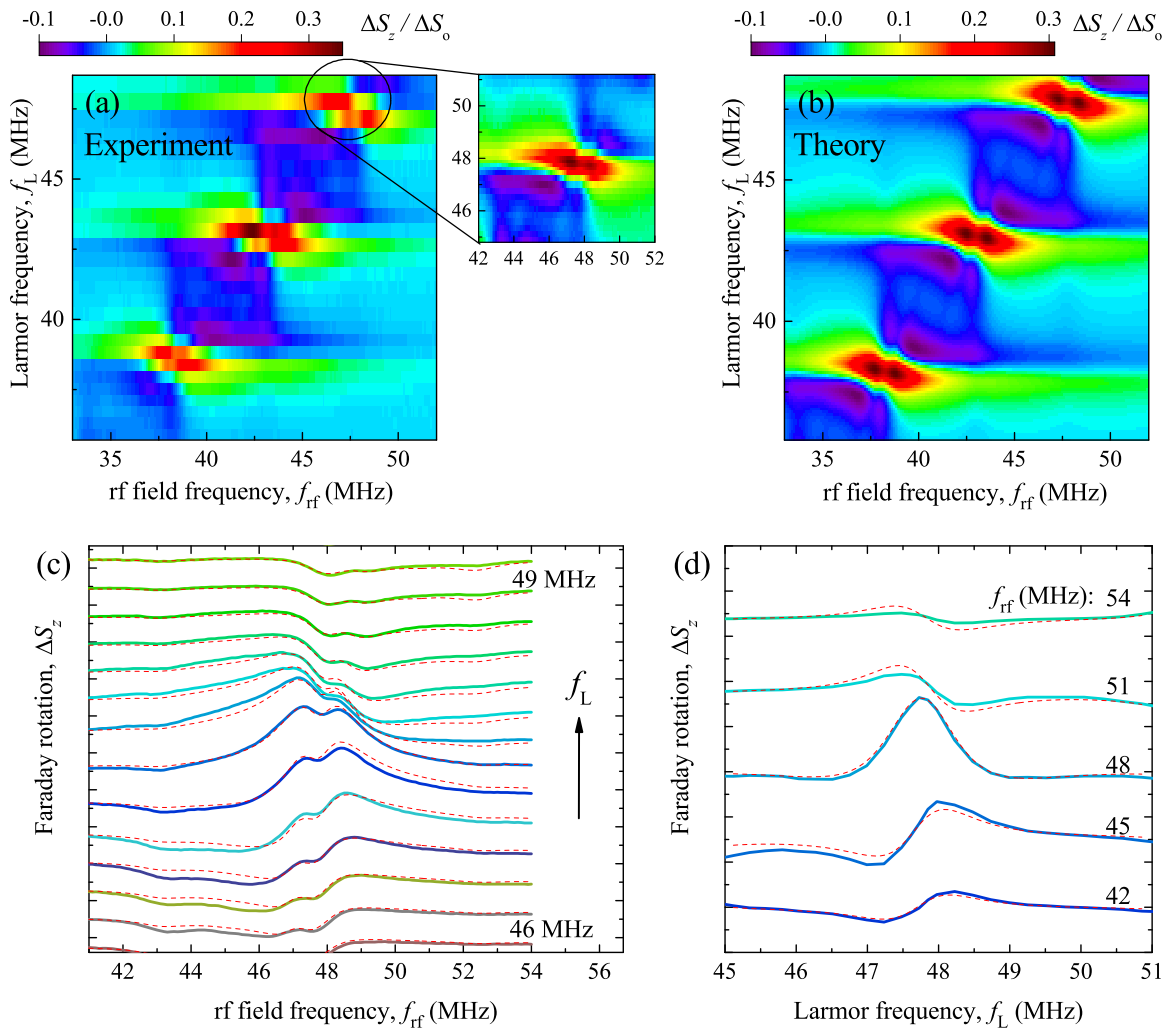 -0.1 -0.0 0.1 0.2 0.3 ΔS_z / ΔS_o
-0.1 -0.0 0.1 0.2 0.3 ΔS_z / ΔS_o
(a)
Experiment
45
40
Larmor frequency, f_L (MHz)
35 40 45 50
rf field frequency, f_rf (MHz)
50
48
46
42 44 46 48 50 52
(b)
Theory
45
40
Larmor frequency, f_L (MHz)
35 40 45 50
rf field frequency, f_rf (MHz)
(c)
49 MHz
f_L
46 MHz
Faraday rotation, ΔS_z
42 44 46 48 50 52 54 56
rf field frequency, f_rf (MHz)
(d)
f_rf (MHz): 54
51
48
45
42
Faraday rotation, ΔS_z
45 46 47 48 49 50 51
Larmor frequency, f_L (MHz)